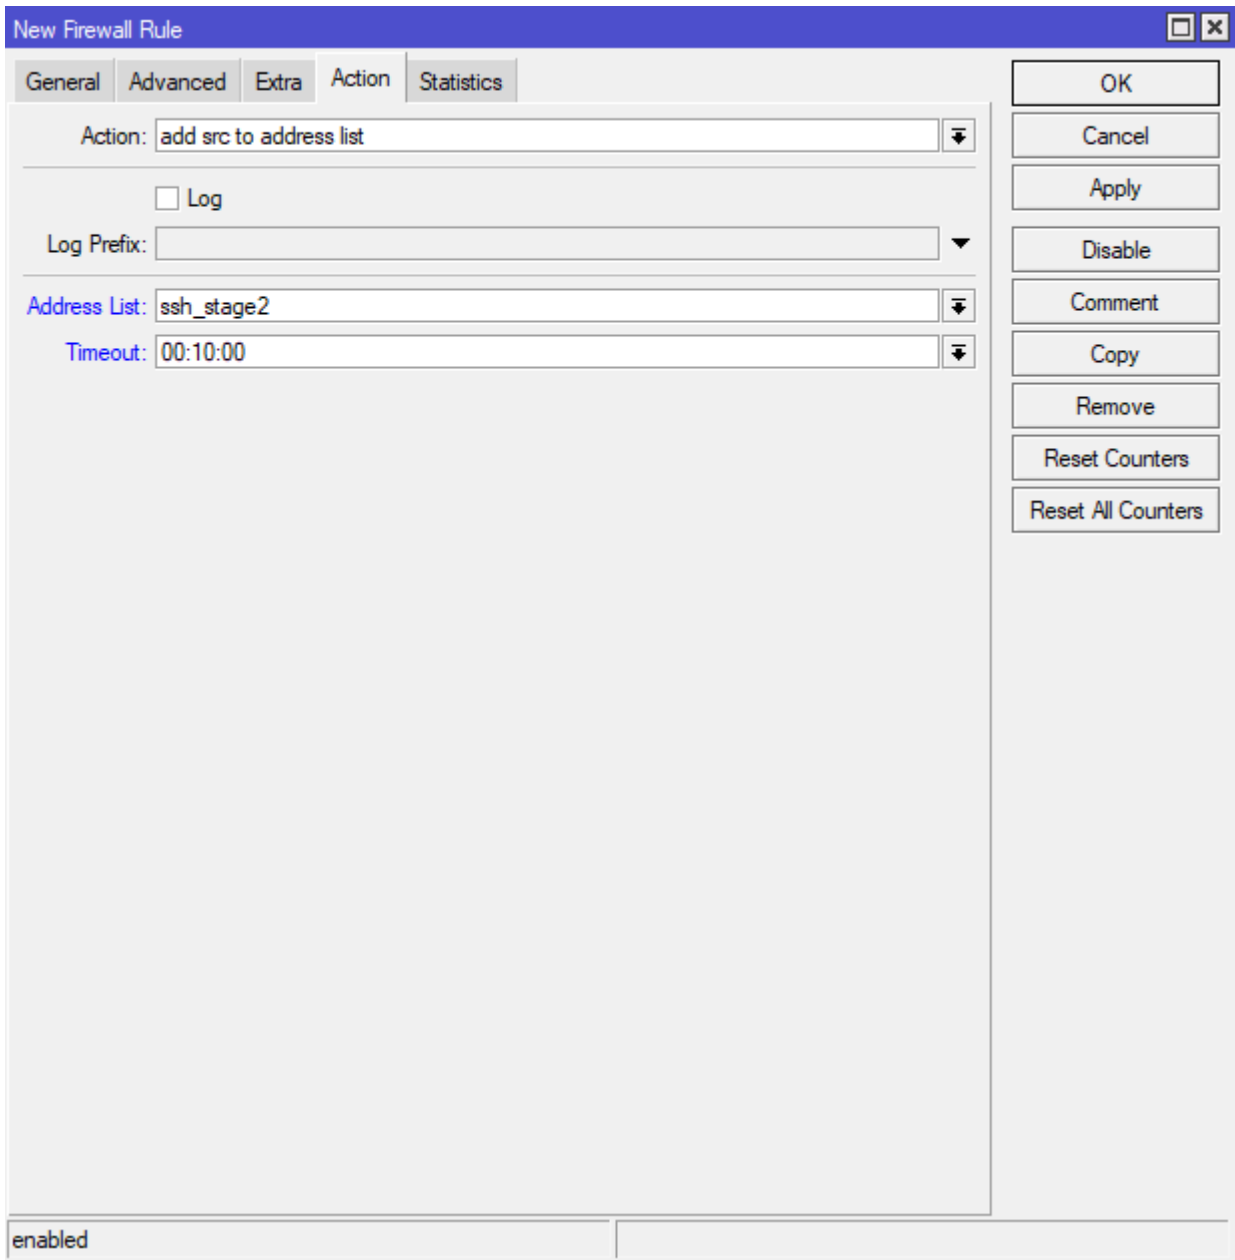 New Firewall Rule
General Advanced Extra Action Statistics
OK
Action: add src to address list
Cancel
Log
Apply
Log Prefix:
Disable
Address List: ssh_stage2
Comment
Timeout: 00:10:00
Copy
Remove
Reset Counters
Reset All Counters
enabled